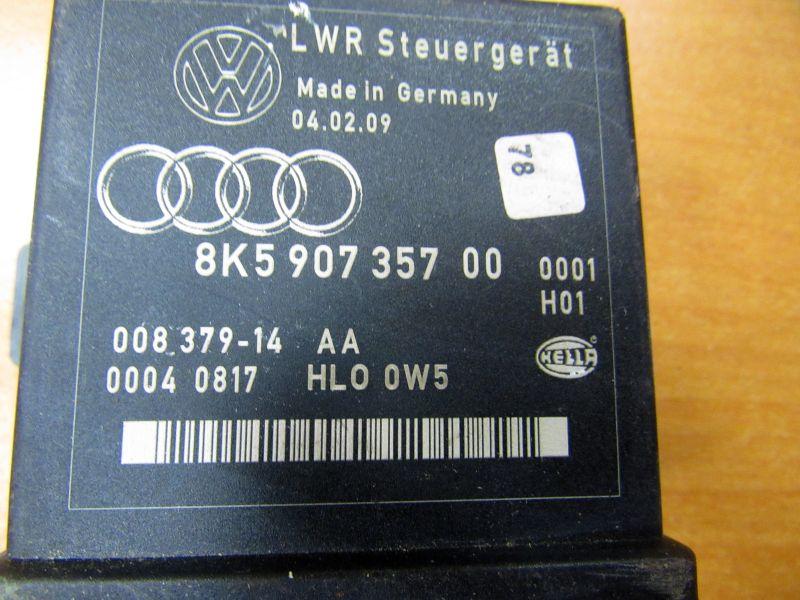 LWR Steuergerät
Made in Germany
04.02.09
78
8K5 907 357 00 0001
H01
008 379-14 AA
HELLA
0004 0817 HLO 0W5